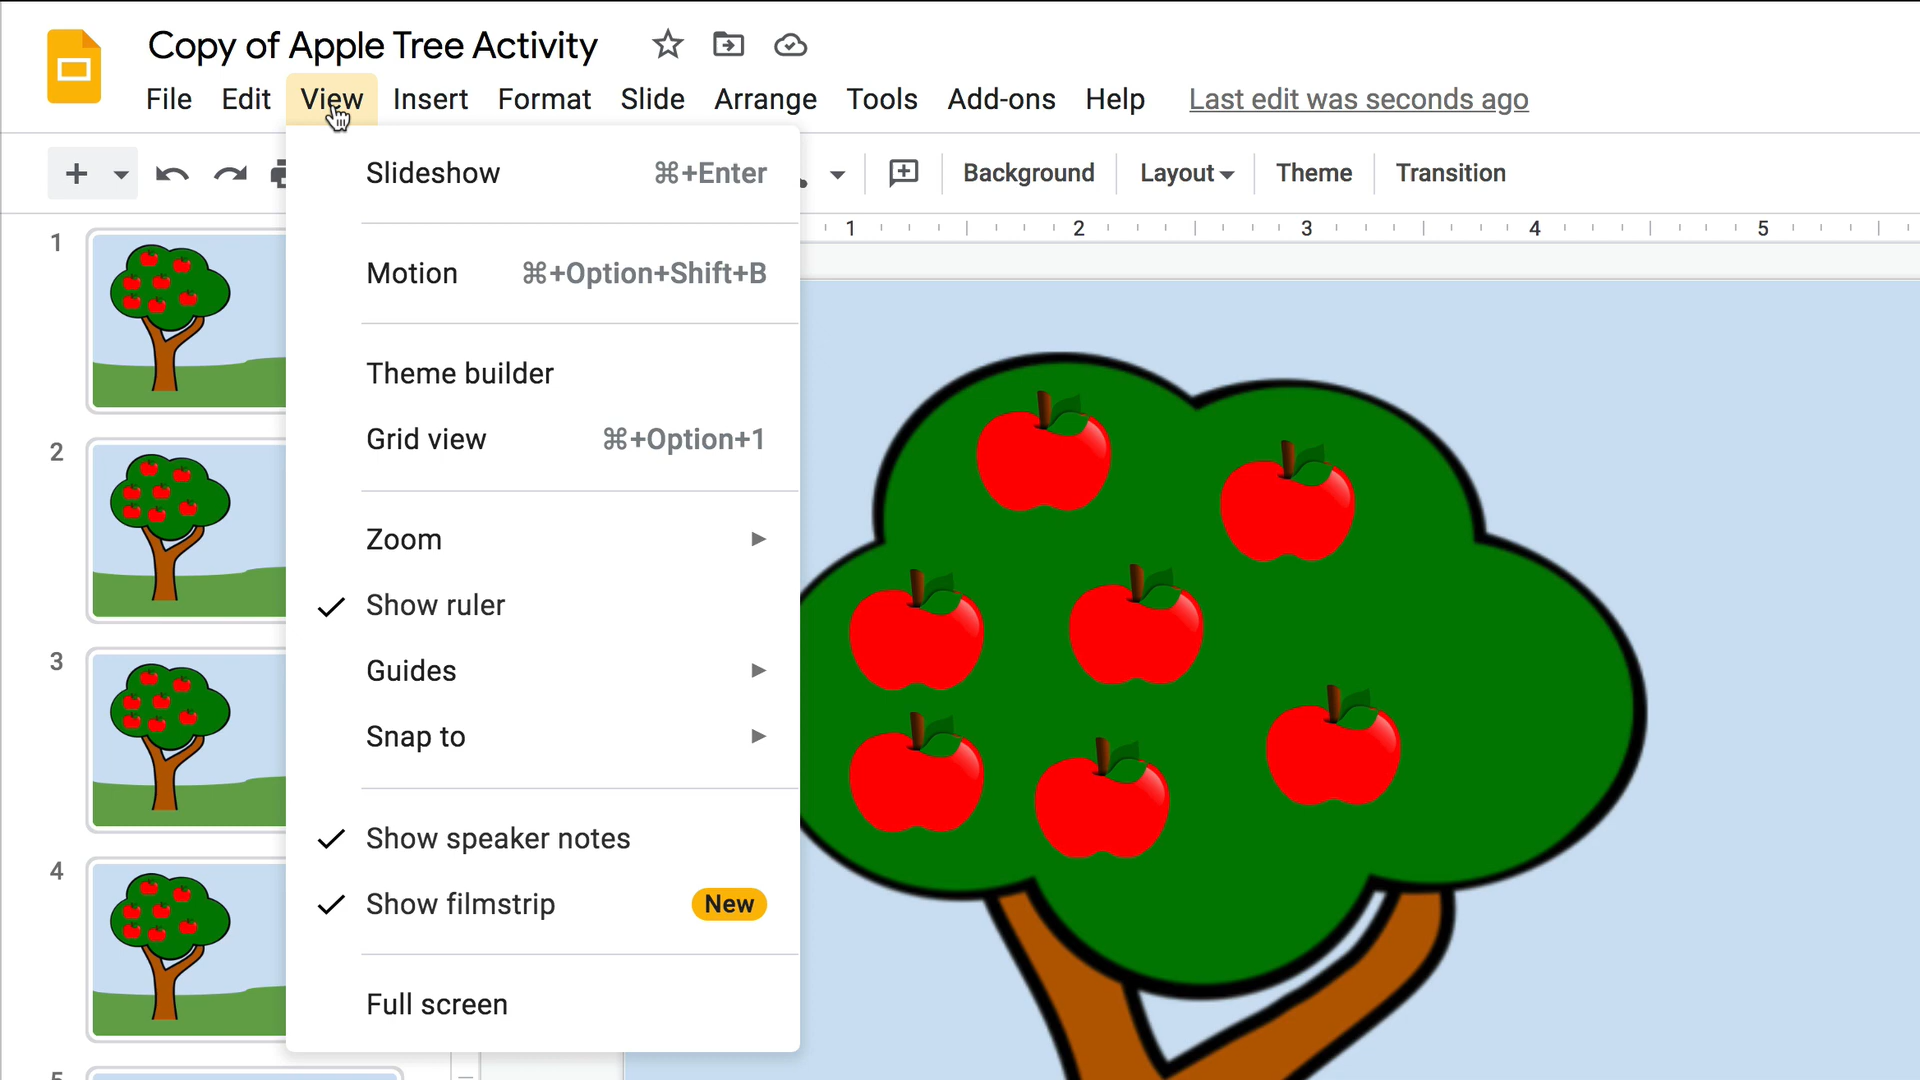 Copy of Apple Tree Activity
File Edit View Insert Format Slide Arrange Tools Add-ons Help Last edit was seconds ago
Background Layout Theme Transition
1 2 3 4 5
Slideshow ⌘+Enter
Motion ⌘+Option+Shift+B
Theme builder
Grid view ⌘+Option+1
Zoom
Show ruler
Guides
Snap to
Show speaker notes
Show filmstrip New
Full screen
1
2
3
4
5